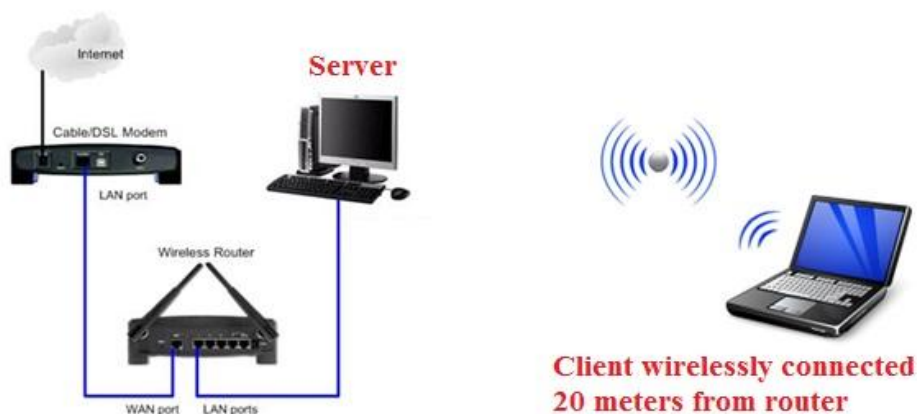 Internet
Server
Cable/DSL Modem
LAN port
Wireless Router
WAN port
LAN ports
Client wirelessly connected
20 meters from router